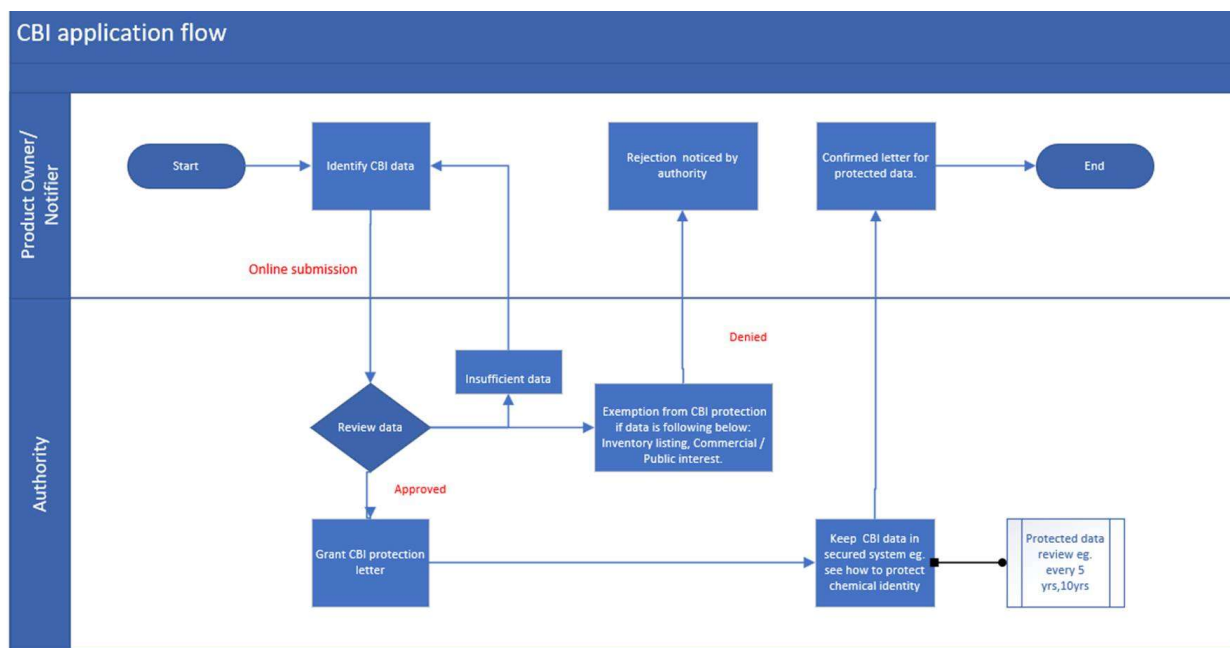 CBI application flow
Product Owner/
Notifier
Start
Identify CBI data
Rejection noticed by
authority
Confirmed letter for
protected data.
End
Online submission
Authority
Denied
Insufficient data
Review data
Exemption from CBI protection
if data is following below:
Inventory listing, Commercial /
Public interest.
Approved
Grant CBI protection
letter
Keep CBI data in
secured system eg.
see how to protect
chemical identity
Protected data
review eg.
every 5
yrs,10yrs